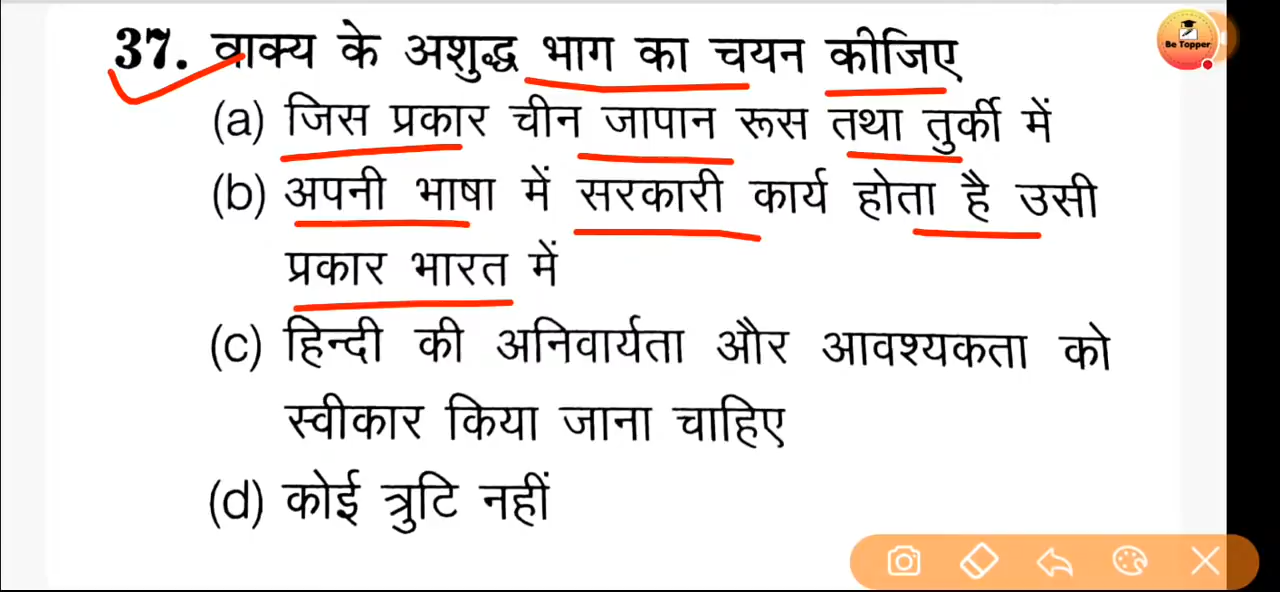 Be Topper
37. वाक्य के अशुद्ध भाग का चयन कीजिए
(a) जिस प्रकार चीन जापान रूस तथा तुर्की में
(b) अपनी भाषा में सरकारी कार्य होता है उसी
प्रकार भारत में
(c) हिन्दी की अनिवार्यता और आवश्यकता को
स्वीकार किया जाना चाहिए
(d) कोई त्रुटि नहीं